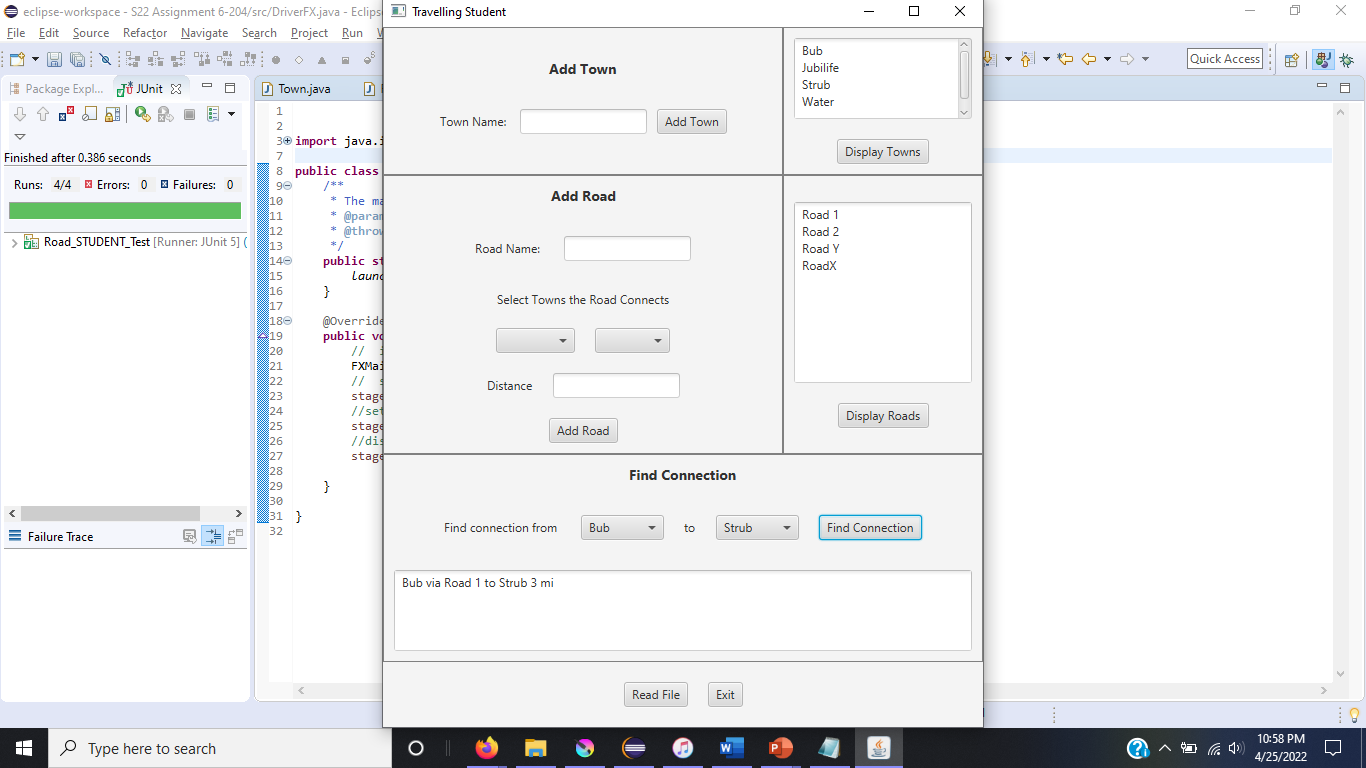 eclipse-workspace - S22 Assignment 6-204/src/DriverFX.java - Eclips
File Edit Source Refactor Navigate Search Project Run
Quick Access
Package Expl...
JUnit
Finished after 0.386 seconds
Runs: 4/4 Errors: 0 Failures: 0
Road_STUDENT_Test [Runner: JUnit 5] (
Failure Trace
Town.java
1
2
3 import java.i
7
8 public class
9 /**
10 * The ma
11 * @param
12 * @throw
13 */
14 public st
15 launc
16 }
17
18 @Override
19 public vo
20 // i
21 FXMai
22 // s
23 stage
24 //set
25 stage
26 //dis
27 stage
28
29 }
30
31 }
32
Travelling Student
Add Town
Town Name:
Add Town
Bub
Jubilife
Strub
Water
Display Towns
Add Road
Road Name:
Select Towns the Road Connects
Distance
Add Road
Road 1
Road 2
Road Y
RoadX
Display Roads
Find Connection
Find connection from Bub to Strub Find Connection
Bub via Road 1 to Strub 3 mi
Read File Exit
Type here to search
10:58 PM
4/25/2022